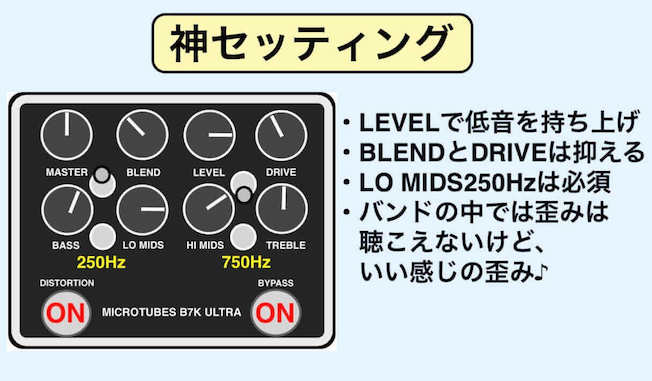 神セッティング
MASTER BLEND LEVEL DRIVE
BASS LO MIDS HI MIDS TREBLE
250Hz 750Hz
DISTORTION BYPASS
ON MICROTUBES B7K ULTRA ON
・LEVELで低音を持ち上げ
・BLENDとDRIVEは抑える
・LO MIDS250Hzは必須
・バンドの中では歪みは
聴こえないけど、
いい感じの歪み♪